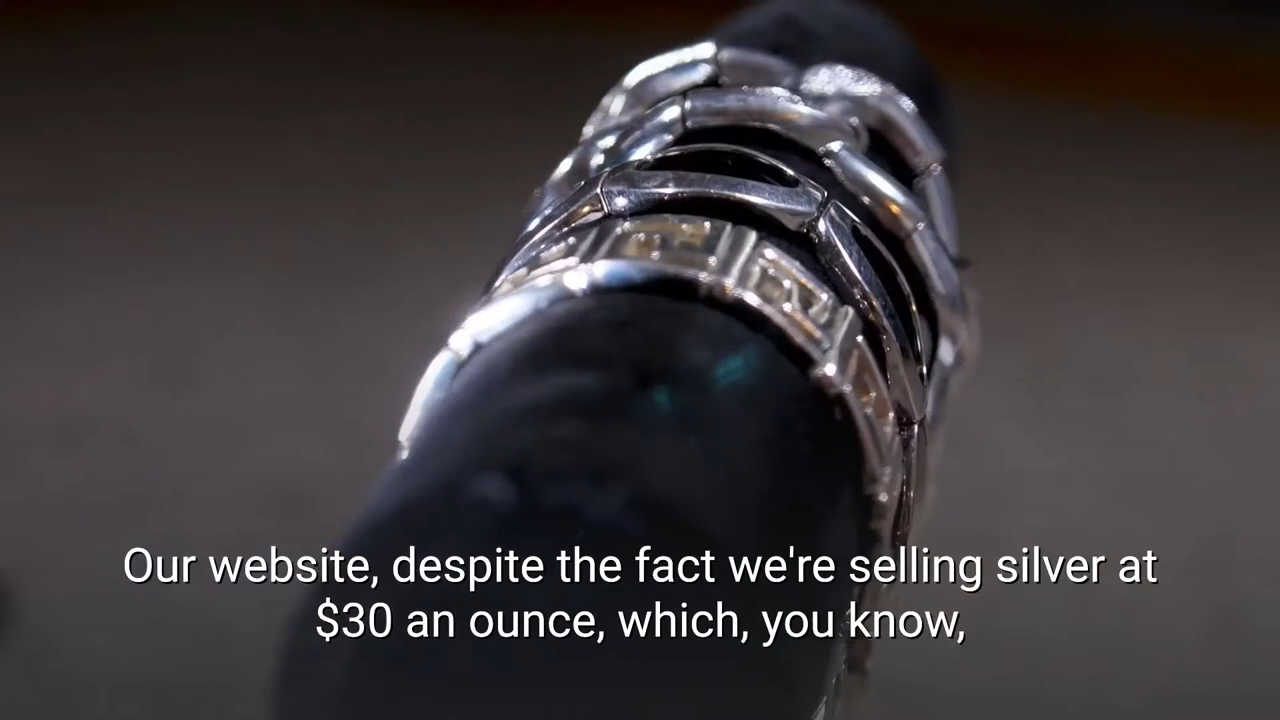 Our website, despite the fact we're selling silver at
$30 an ounce, which, you know,